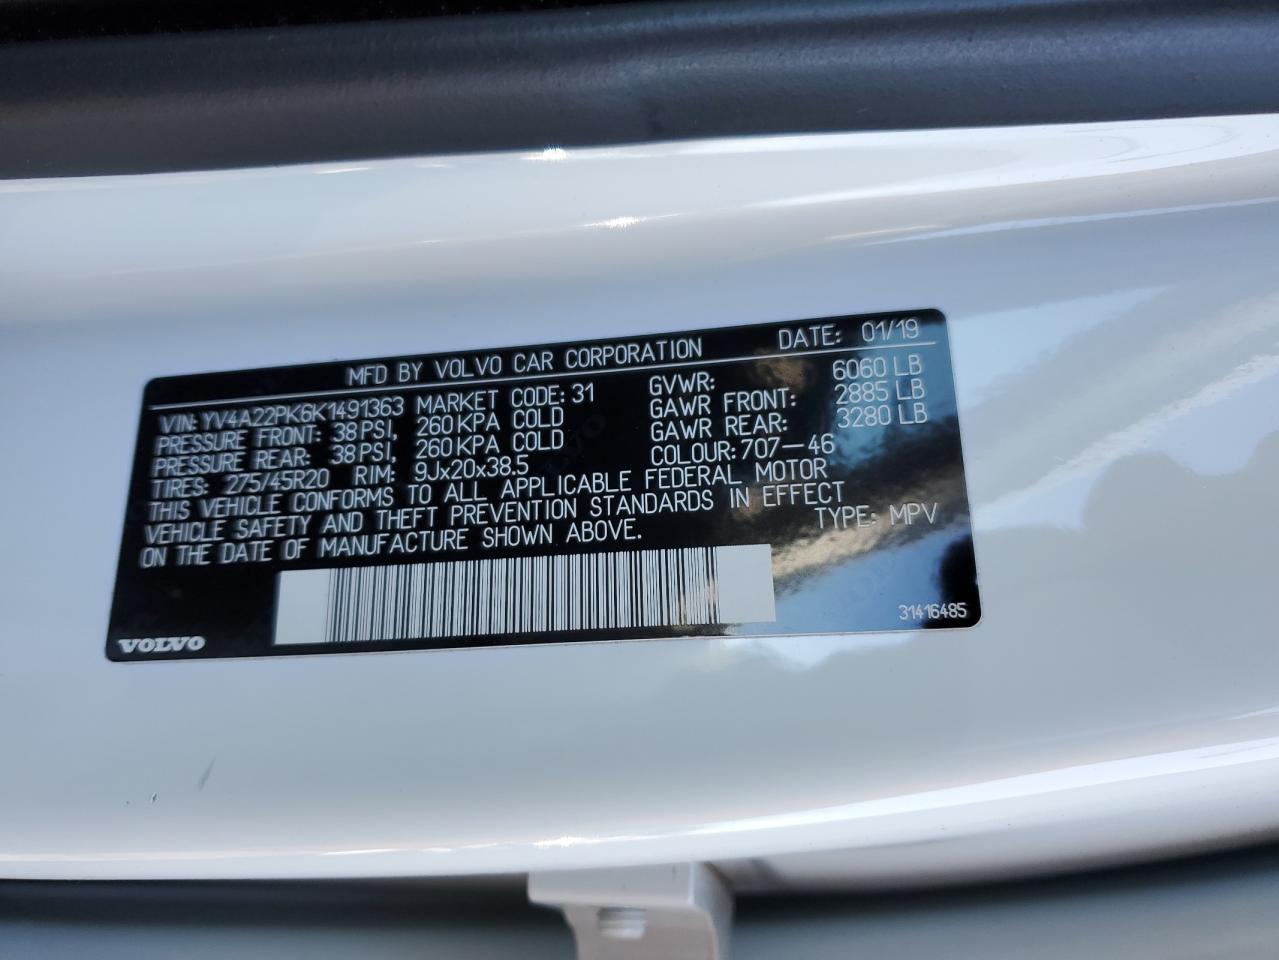 MFD BY VOLVO CAR CORPORATION DATE: 01/19
VIN: YV4A22PK6K1491363 MARKET CODE: 31 GVWR: 6060 LB
PRESSURE FRONT: 38 PSI, 260 KPA COLD GAWR FRONT: 2885 LB
PRESSURE REAR: 38 PSI, 260 KPA COLD GAWR REAR: 3280 LB
TIRES: 275/45R20 RIM: 9Jx20x38.5 COLOUR: 707-46
THIS VEHICLE CONFORMS TO ALL APPLICABLE FEDERAL MOTOR
VEHICLE SAFETY AND THEFT PREVENTION STANDARDS IN EFFECT
ON THE DATE OF MANUFACTURE SHOWN ABOVE. TYPE: MPV
VOLVO
31416485